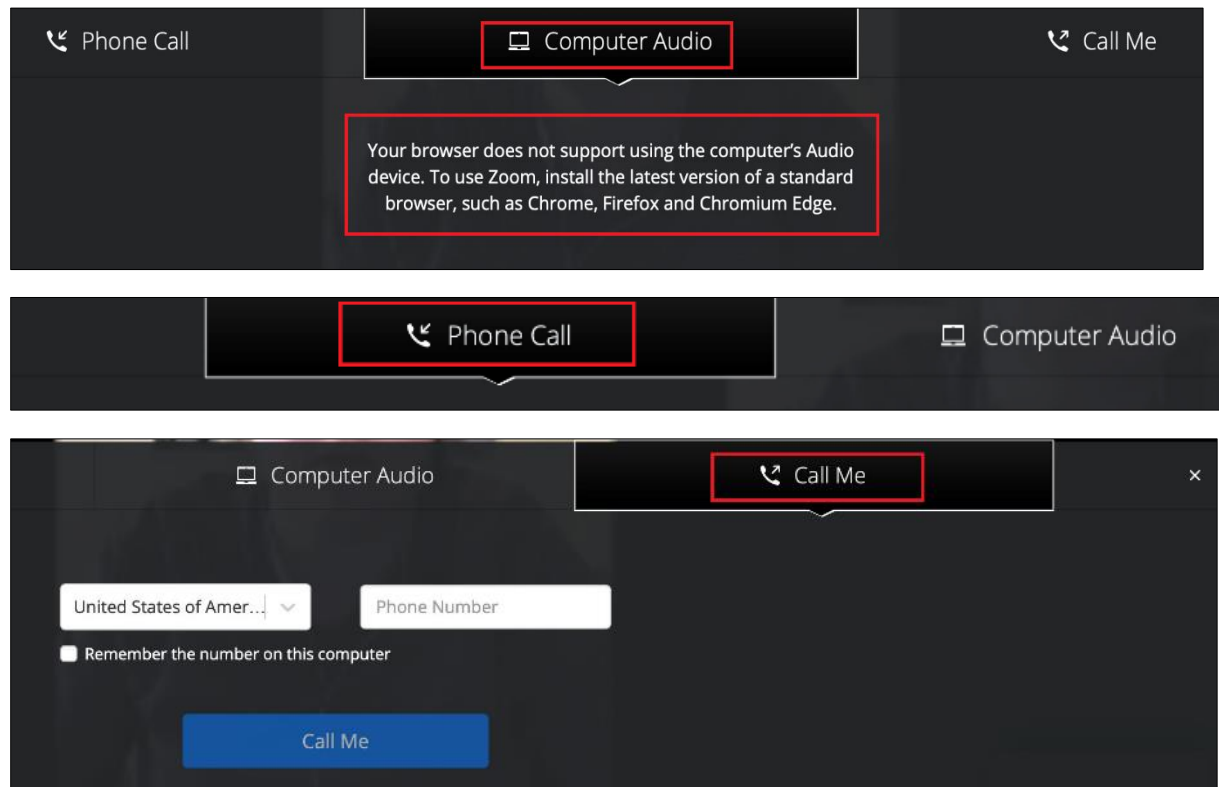 Phone Call
Computer Audio
Call Me
Your browser does not support using the computer’s Audio
device. To use Zoom, install the latest version of a standard
browser, such as Chrome, Firefox and Chromium Edge.
Phone Call
Computer Audio
Computer Audio
Call Me
×
United States of Amer...
Phone Number
Remember the number on this computer
Call Me